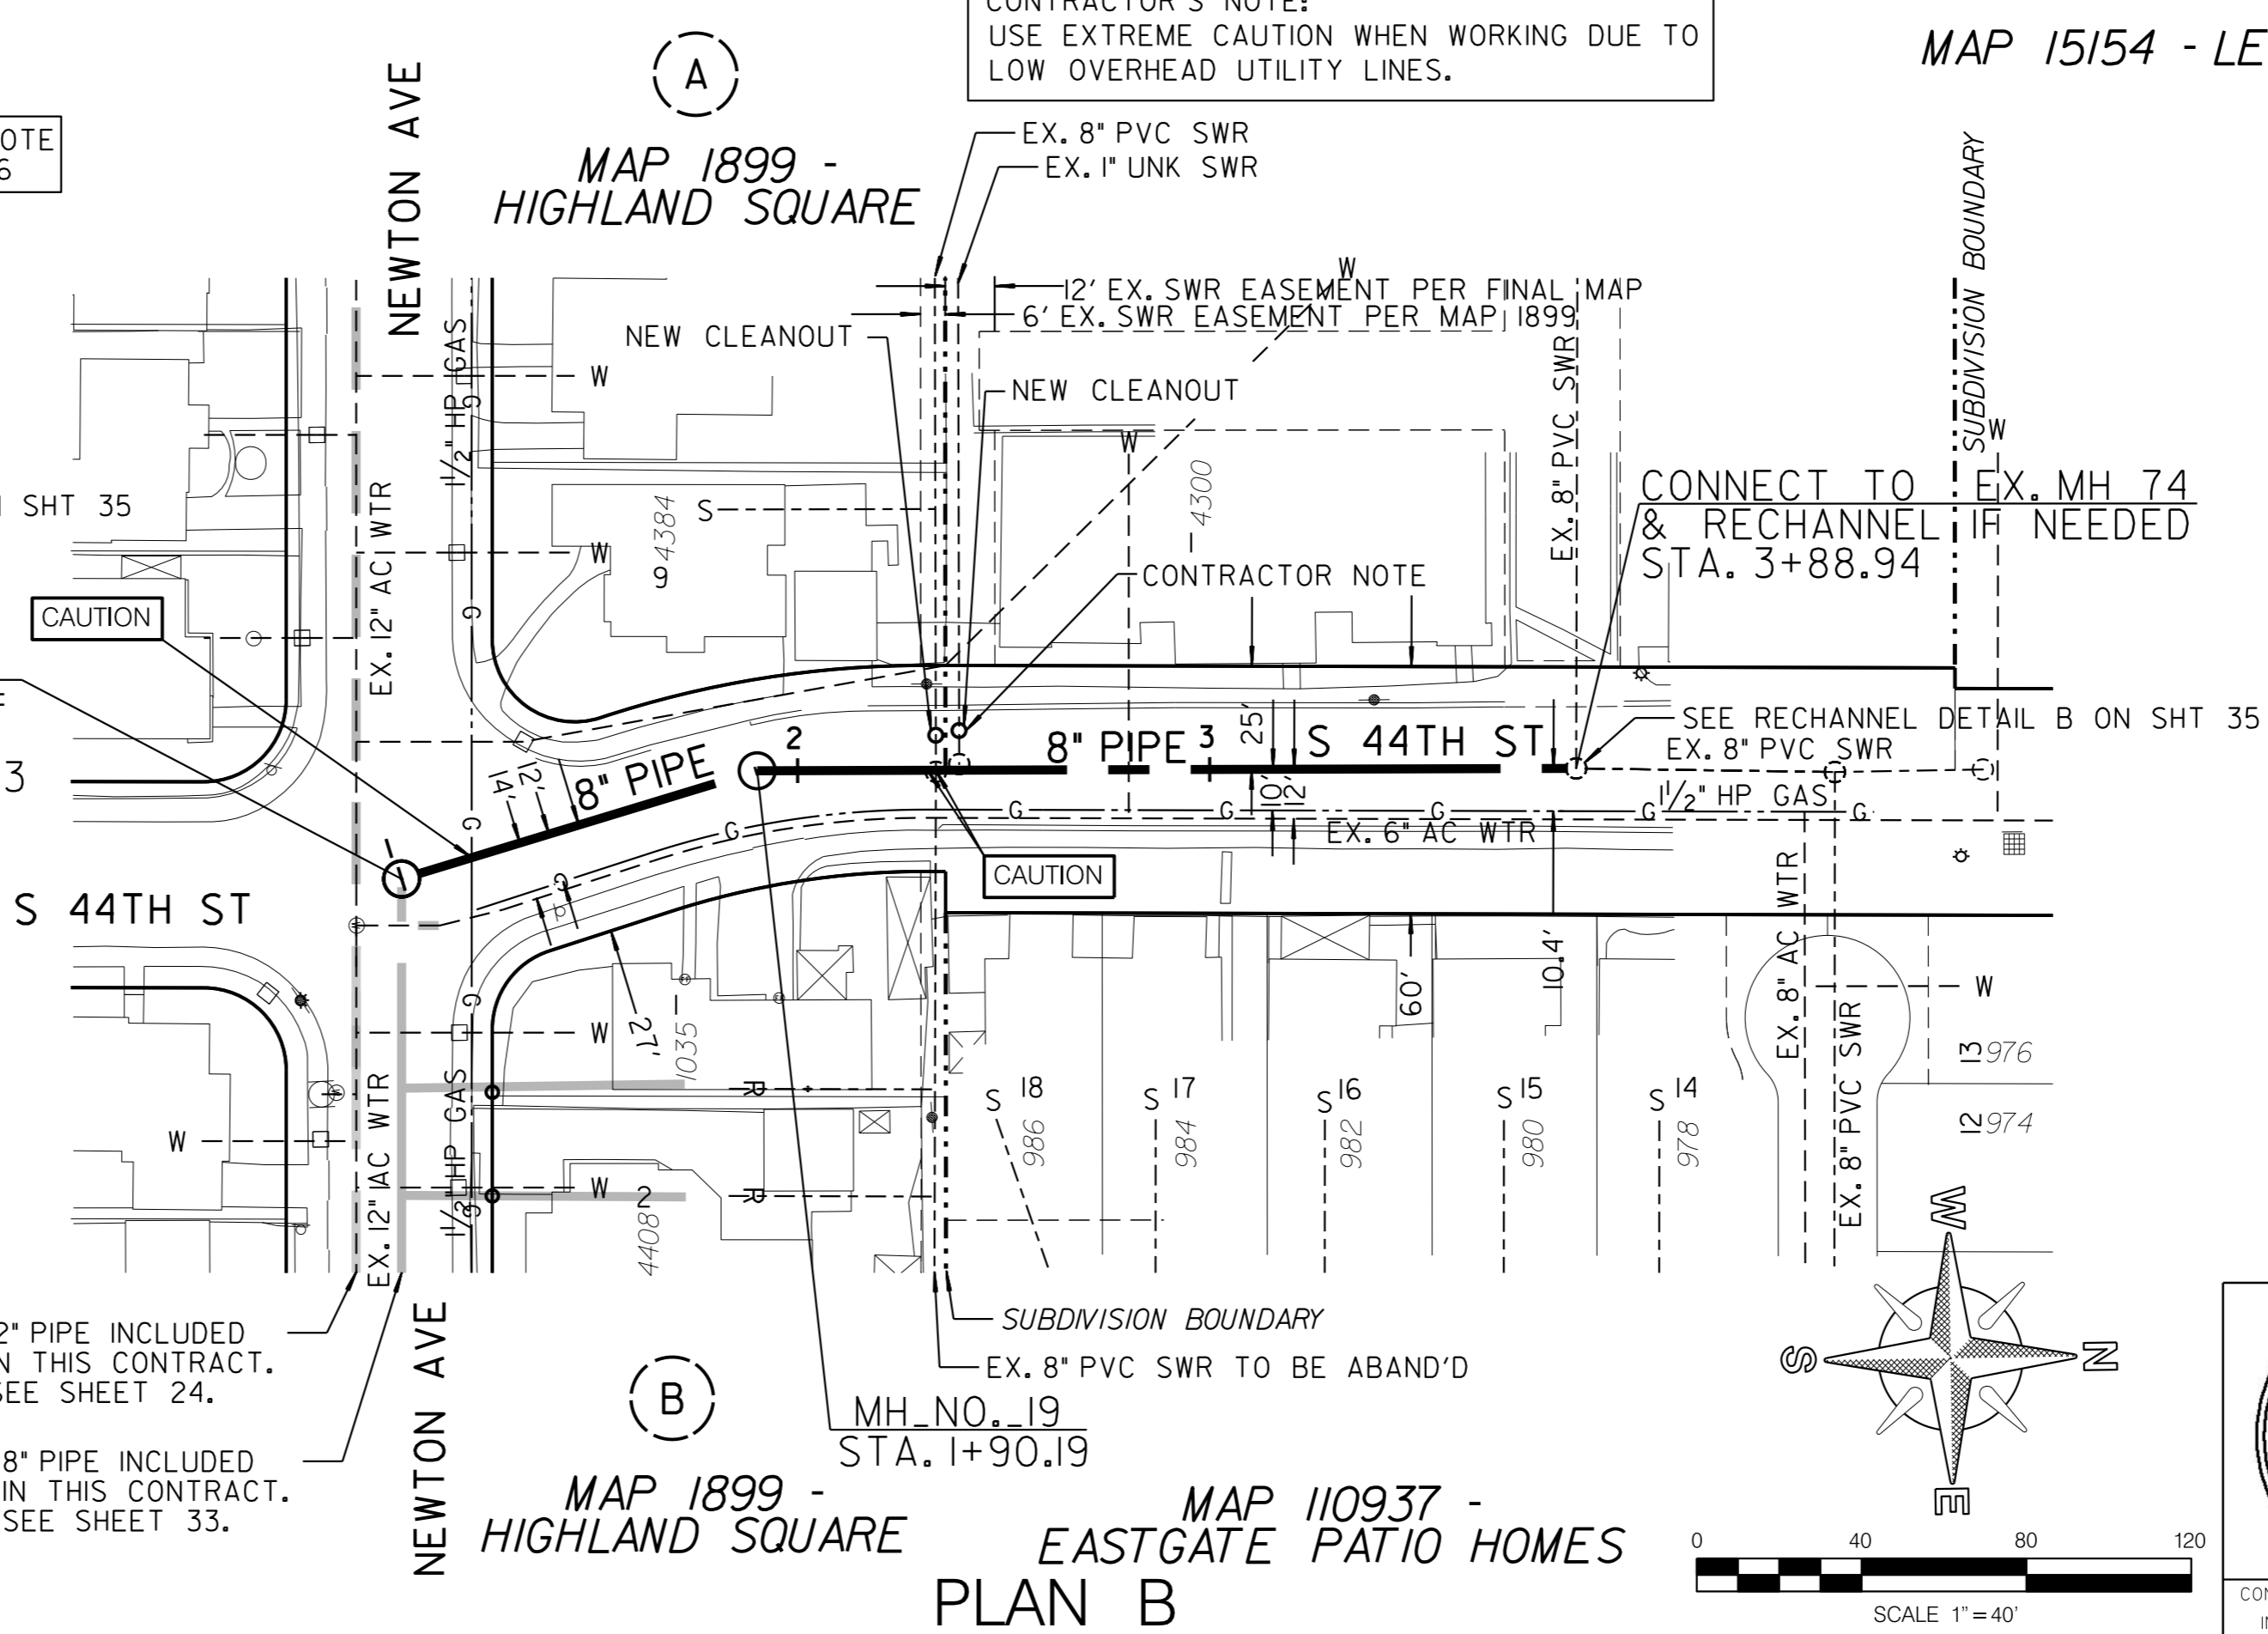 CONTRACTOR'S NOTE:
USE EXTREME CAUTION WHEN WORKING DUE TO
LOW OVERHEAD UTILITY LINES.
MAP 15154 - LE
A
MAP 1899 -
HIGHLAND SQUARE
NEWTON AVE
OTE
6
EX. 8" PVC SWR
EX. 1" UNK SWR
SUBDIVISION BOUNDARY
W
12' EX. SWR EASEMENT PER FINAL MAP
6' EX. SWR EASEMENT PER MAP 1899
NEW CLEANOUT
NEW CLEANOUT
1 1/2" HP GAS
G
W
W
W
EX. 8" PVC SWR
SHT 35
EX. 12" AC WTR
S
9
4384
4300
W
CONNECT TO EX. MH 74
& RECHANNEL IF NEEDED
STA. 3+88.94
CONTRACTOR NOTE
CAUTION
G
E
3
14'
12'
8" PIPE
2
8" PIPE
3
25'
S 44TH ST
SEE RECHANNEL DETAIL B ON SHT 35
EX. 8" PVC SWR
1 1/2" HP GAS
G
G
G
G
G
G
G
10'
12'
EX. 6" AC WTR
1
CAUTION
S 44TH ST
G
27'
1035
60'
10.4'
EX. 8" AC WTR
EX. 8" PVC SWR
W
13 976
12 974
W
W
W
EX. 12" AC WTR
1 1/2" HP GAS
G
R
R
2
4408
S 18
986
S 17
984
S 16
982
S 15
980
S 14
978
2" PIPE INCLUDED
N THIS CONTRACT.
SEE SHEET 24.
8" PIPE INCLUDED
IN THIS CONTRACT.
SEE SHEET 33.
NEWTON AVE
SUBDIVISION BOUNDARY
EX. 8" PVC SWR TO BE ABAND'D
B
MH_NO._19
STA. 1+90.19
MAP 1899 -
HIGHLAND SQUARE
MAP 110937 -
EASTGATE PATIO HOMES
PLAN B
W
S
N
E
0 40 80 120
SCALE 1"=40'
CON
IN